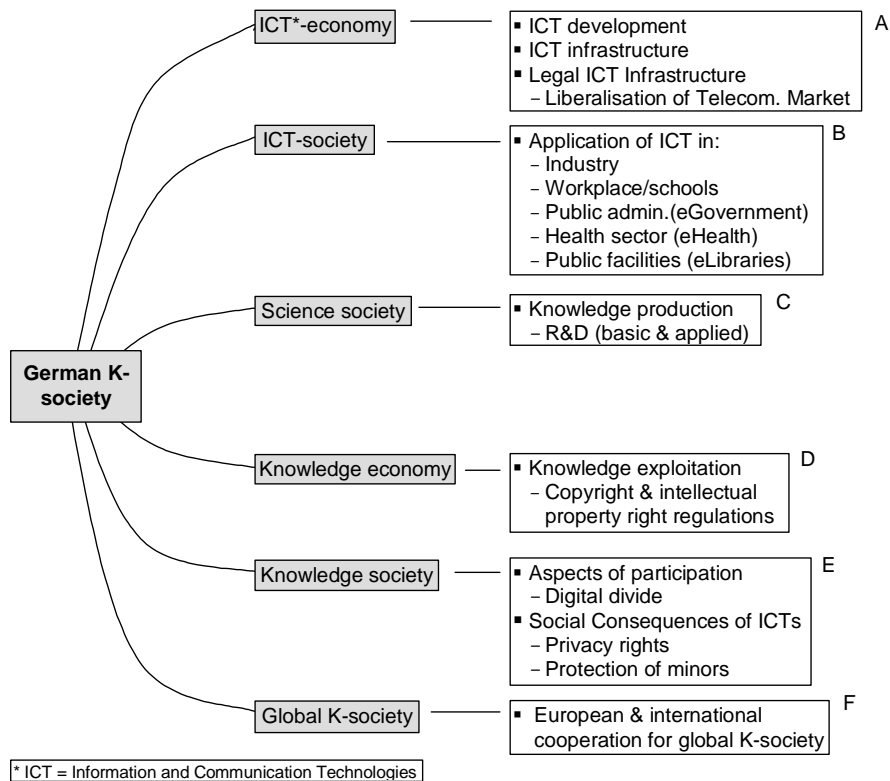 ICT*-economy
▪ ICT development
▪ ICT infrastructure
▪ Legal ICT Infrastructure
– Liberalisation of Telecom. Market
A
ICT-society
▪ Application of ICT in:
– Industry
– Workplace/schools
– Public admin.(eGovernment)
– Health sector (eHealth)
– Public facilities (eLibraries)
B
Science society
▪ Knowledge production
– R&D (basic & applied)
C
German K-
society
Knowledge economy
▪ Knowledge exploitation
– Copyright & intellectual
property right regulations
D
Knowledge society
▪ Aspects of participation
– Digital divide
▪ Social Consequences of ICTs
– Privacy rights
– Protection of minors
E
Global K-society
▪ European & international
cooperation for global K-society
F
* ICT = Information and Communication Technologies